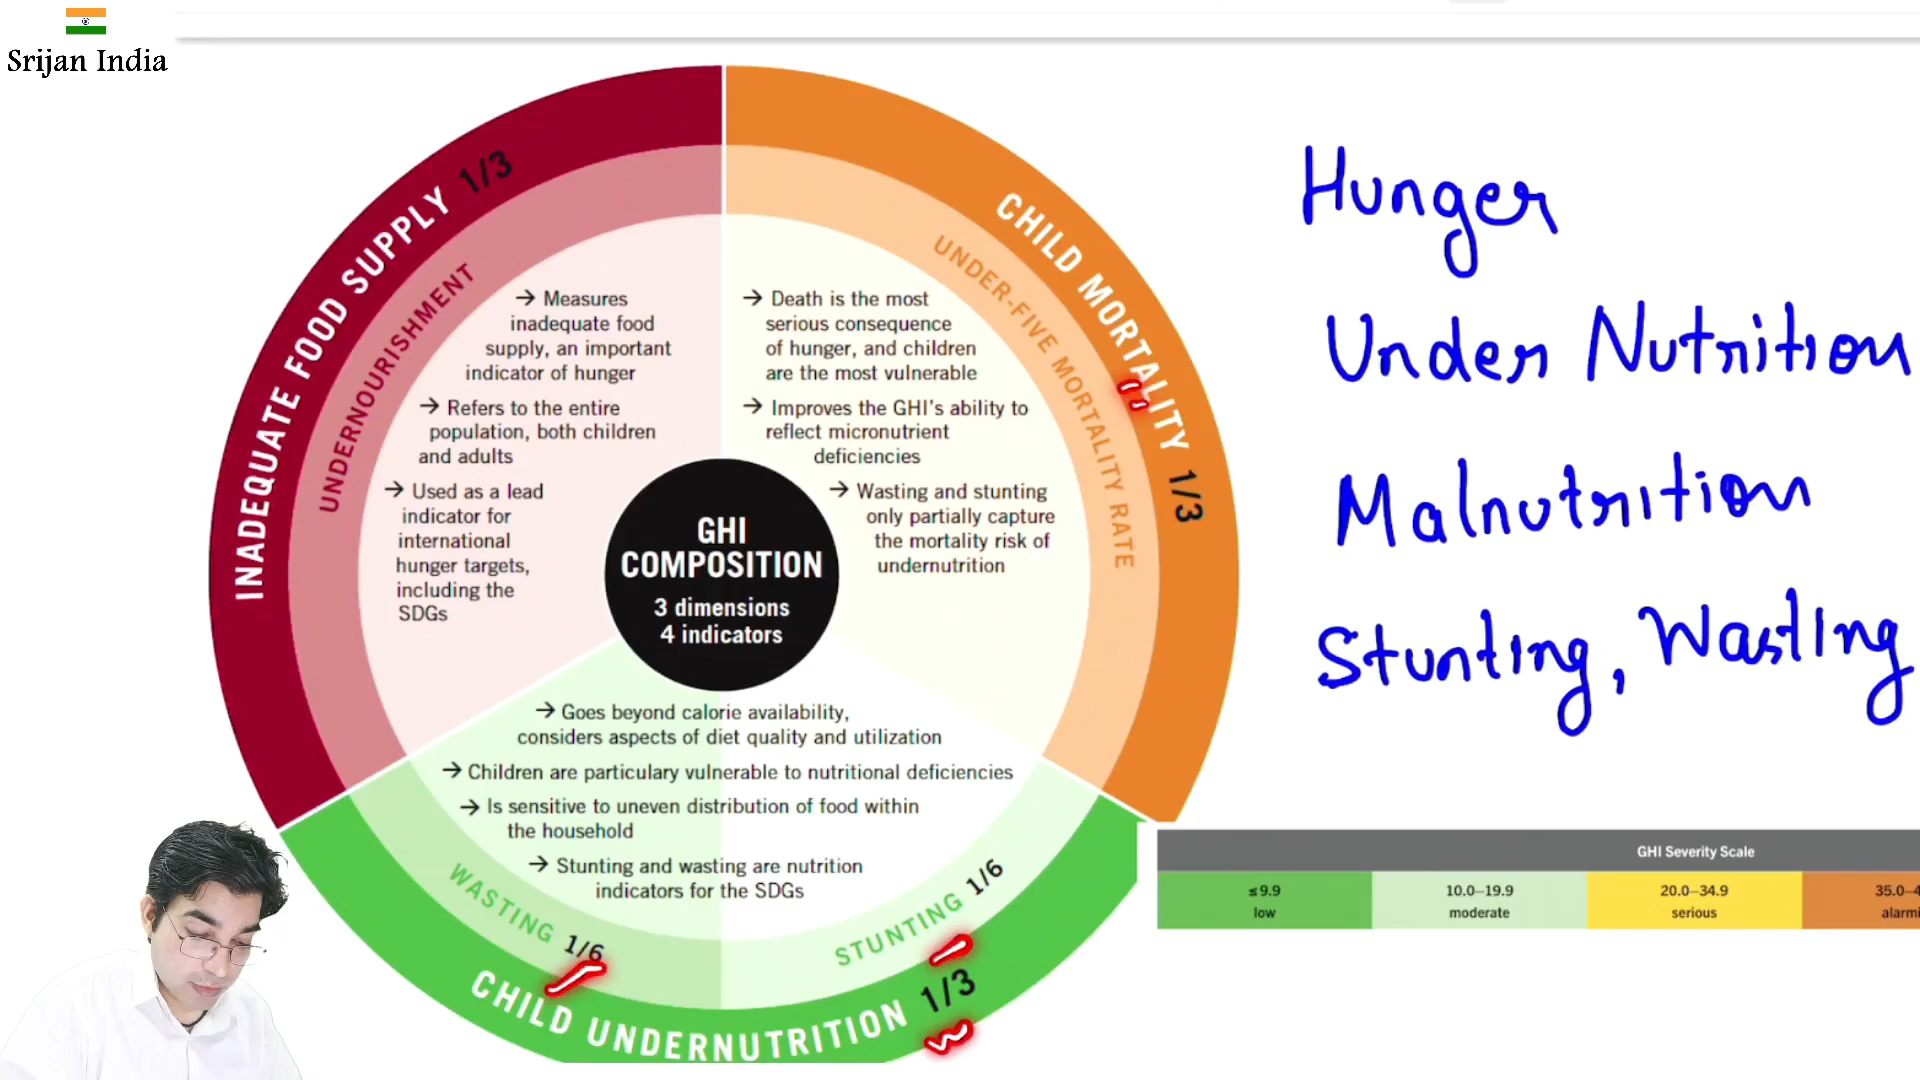 Srijan India
INADEQUATE FOOD SUPPLY 1/3
UNDERNOURISHMENT
→ Measures
inadequate food
supply, an important
indicator of hunger
→ Refers to the entire
population, both children
and adults
→ Used as a lead
indicator for
international
hunger targets,
including the
SDGs
CHILD MORTALITY 1/3
UNDER-FIVE MORTALITY RATE
→ Death is the most
serious consequence
of hunger, and children
are the most vulnerable
→ Improves the GHI's ability to
reflect micronutrient
deficiencies
→ Wasting and stunting
only partially capture
the mortality risk of
undernutrition
GHI
COMPOSITION
3 dimensions
4 indicators
→ Goes beyond calorie availability,
considers aspects of diet quality and utilization
→ Children are particulary vulnerable to nutritional deficiencies
→ Is sensitive to uneven distribution of food within
the household
→ Stunting and wasting are nutrition
indicators for the SDGs
WASTING 1/6
STUNTING 1/6
CHILD UNDERNUTRITION 1/3
Hunger
Under Nutrition
Malnutrition
Stunting, Wasting
GHI Severity Scale
≤9.9
low
10.0–19.9
moderate
20.0–34.9
serious
35.0–4
alarmi